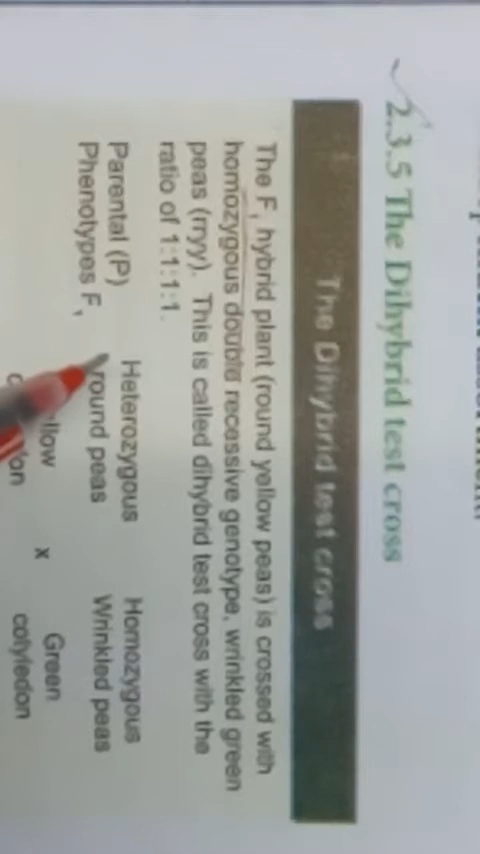 2.3.5 The Dihybrid test cross
The Dihybrid test cross
The F₁ hybrid plant (round yellow peas) is crossed with
homozygous double recessive genotype, wrinkled green
peas (rryy). This is called dihybrid test cross with the
ratio of 1:1:1:1.
Parental (P) Heterozygous Homozygous
Phenotypes F₁ round peas Wrinkled peas
x Green
cotyledon